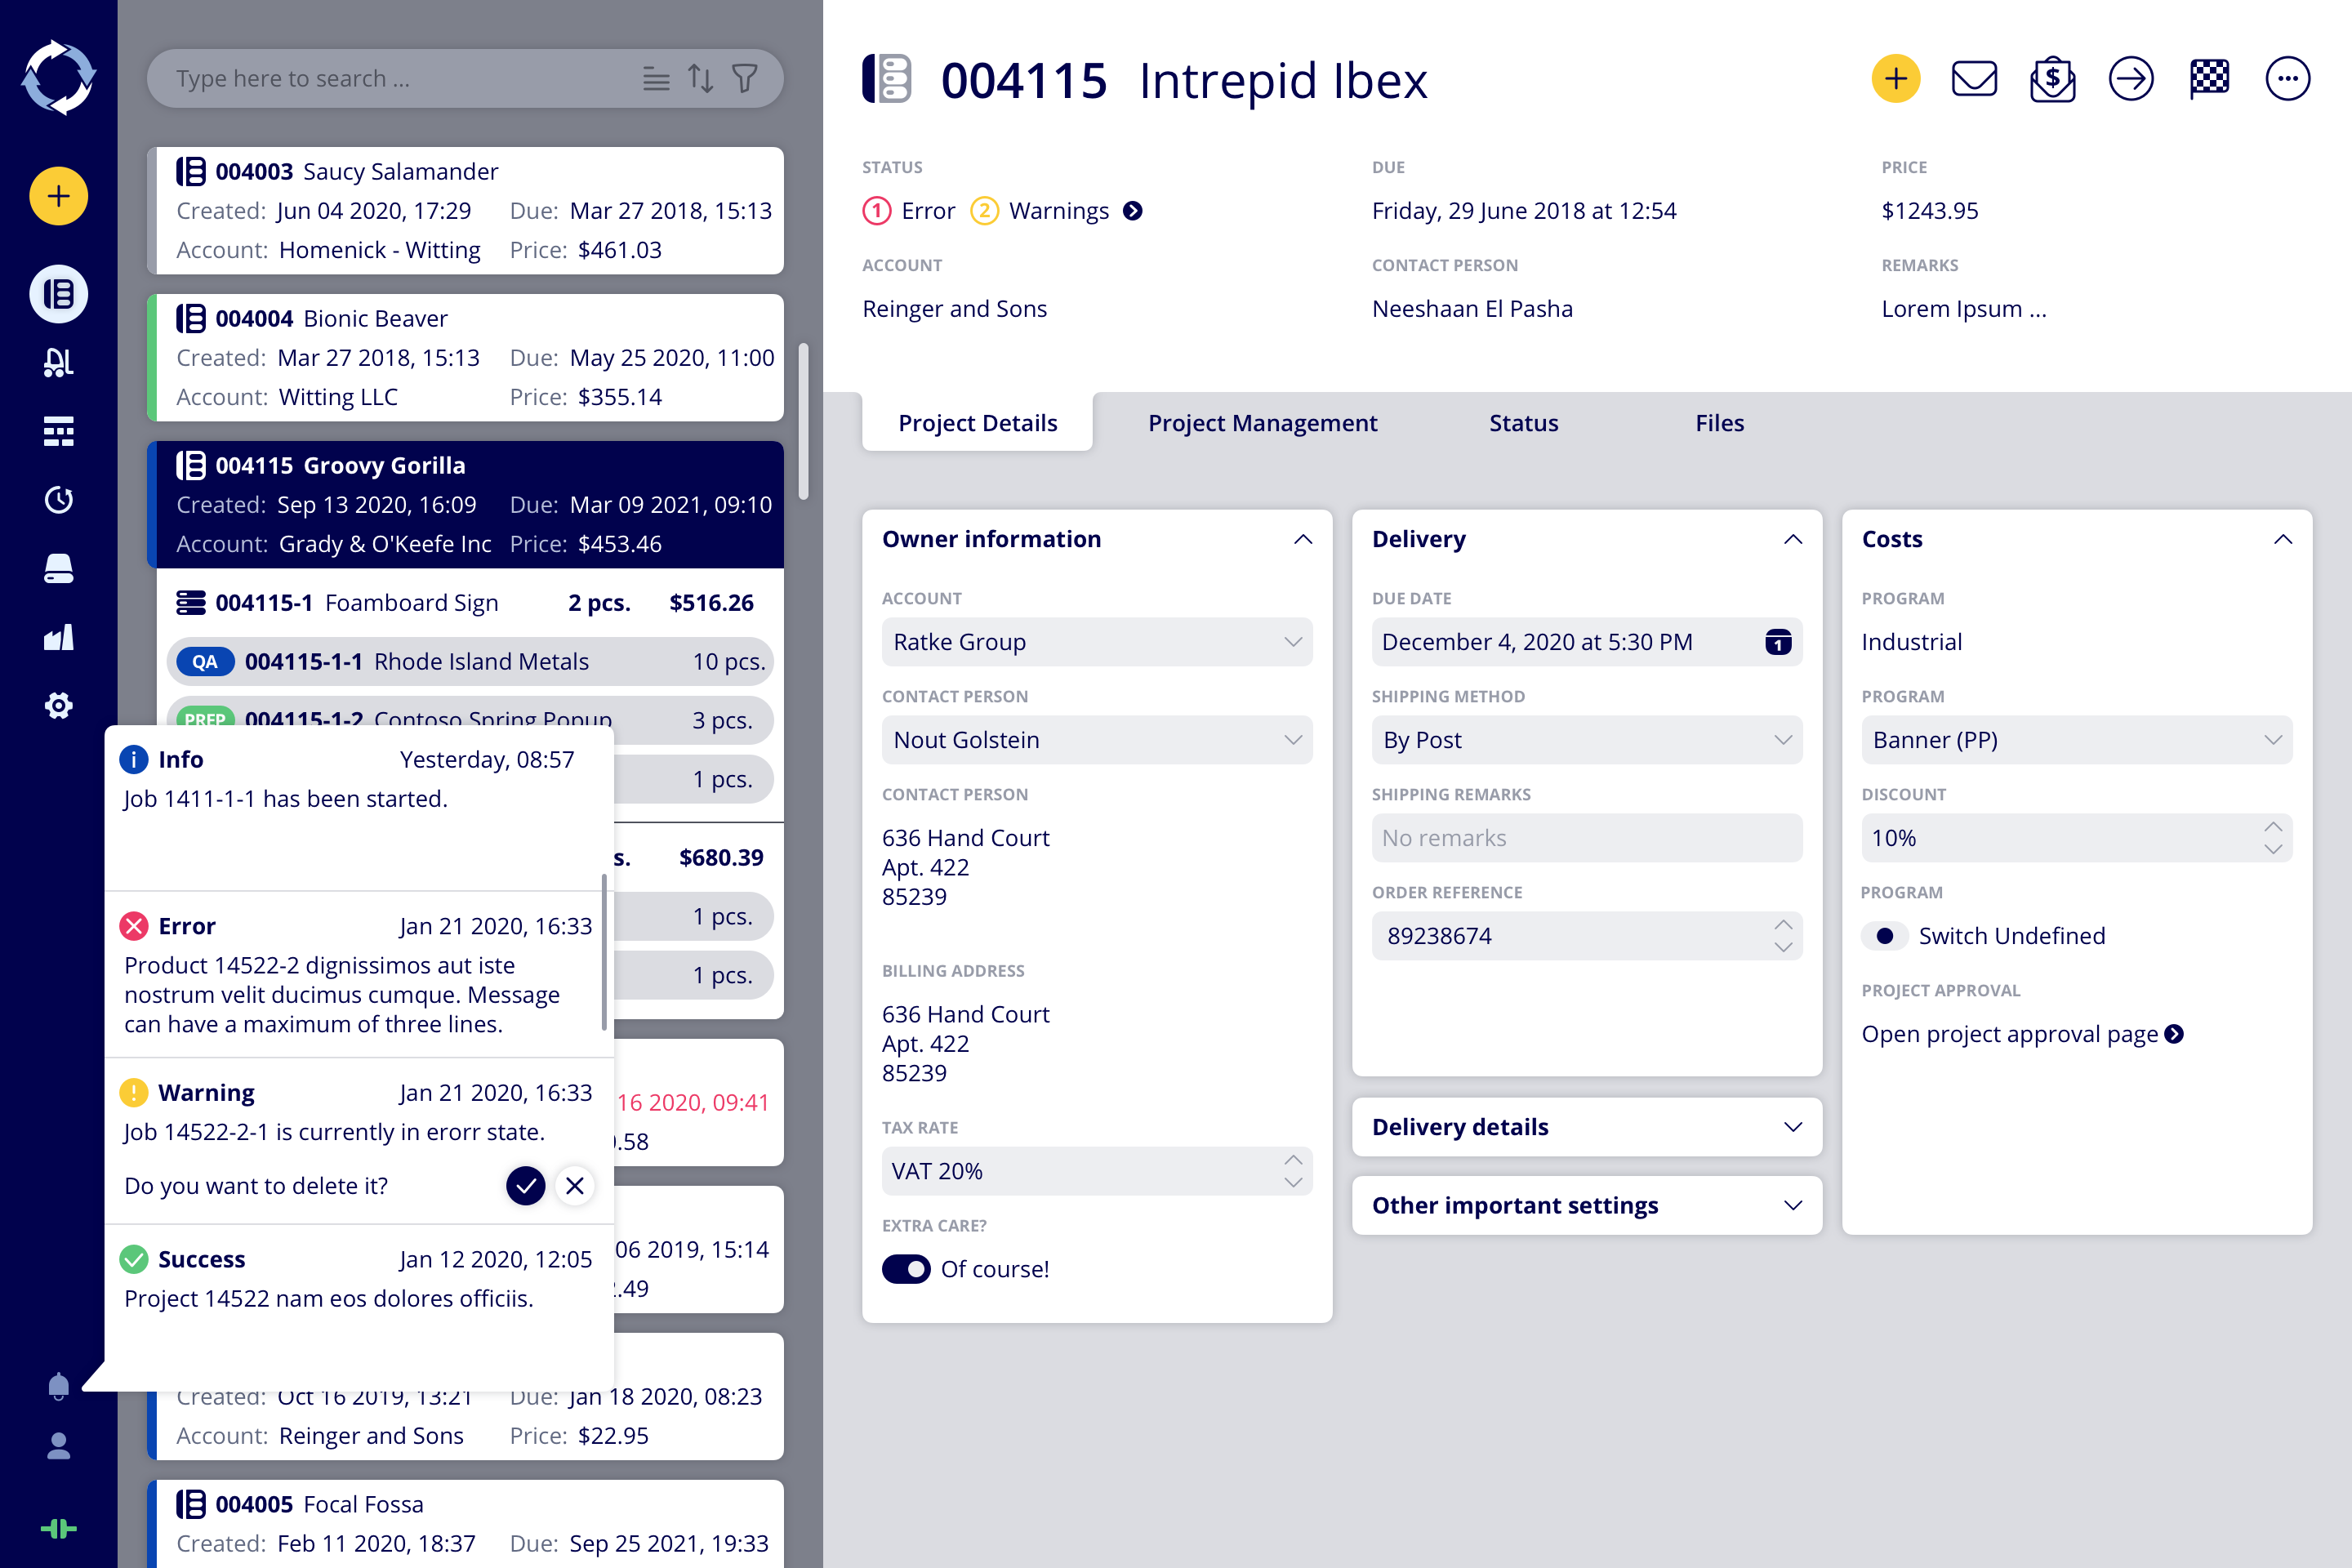 Type here to search ...
004003 Saucy Salamander
Created: Jun 04 2020, 17:29 Due: Mar 27 2018, 15:13
Account: Homenick - Witting Price: $461.03
004004 Bionic Beaver
Created: Mar 27 2018, 15:13 Due: May 25 2020, 11:00
Account: Witting LLC Price: $355.14
004115 Groovy Gorilla
Created: Sep 13 2020, 16:09 Due: Mar 09 2021, 09:10
Account: Grady & O'Keefe Inc Price: $453.46
004115-1 Foamboard Sign 2 pcs. $516.26
QA 004115-1-1 Rhode Island Metals 10 pcs.
PREP 004115-1-2 Contoso Spring Popup 3 pcs.
1 pcs.
$680.39
1 pcs.
1 pcs.
16 2020, 09:41
.58
06 2019, 15:14
.49
Created: Oct 16 2019, 13:21 Due: Jan 18 2020, 08:23
Account: Reinger and Sons Price: $22.95
004005 Focal Fossa
Created: Feb 11 2020, 18:37 Due: Sep 25 2021, 19:33
Info Yesterday, 08:57
Job 1411-1-1 has been started.
Error Jan 21 2020, 16:33
Product 14522-2 dignissimos aut iste
nostrum velit ducimus cumque. Message
can have a maximum of three lines.
Warning Jan 21 2020, 16:33
Job 14522-2-1 is currently in erorr state.
Do you want to delete it?
Success Jan 12 2020, 12:05
Project 14522 nam eos dolores officiis.
004115 Intrepid Ibex
STATUS DUE PRICE
1 Error 2 Warnings Friday, 29 June 2018 at 12:54 $1243.95
ACCOUNT CONTACT PERSON REMARKS
Reinger and Sons Neeshaan El Pasha Lorem Ipsum ...
Project Details Project Management Status Files
Owner information
ACCOUNT
Ratke Group
CONTACT PERSON
Nout Golstein
CONTACT PERSON
636 Hand Court
Apt. 422
85239
BILLING ADDRESS
636 Hand Court
Apt. 422
85239
TAX RATE
VAT 20%
EXTRA CARE?
Of course!
Delivery
DUE DATE
December 4, 2020 at 5:30 PM 1
SHIPPING METHOD
By Post
SHIPPING REMARKS
No remarks
ORDER REFERENCE
89238674
Delivery details
Other important settings
Costs
PROGRAM
Industrial
PROGRAM
Banner (PP)
DISCOUNT
10%
PROGRAM
Switch Undefined
PROJECT APPROVAL
Open project approval page